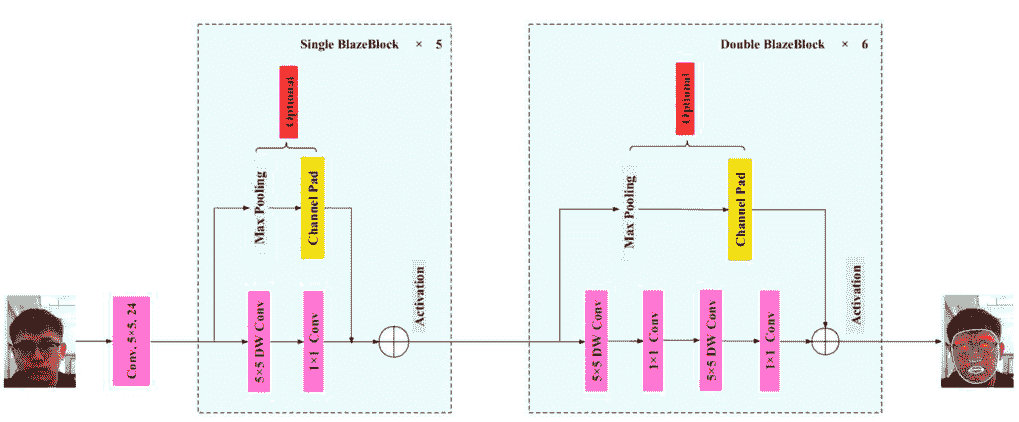 Single BlazeBlock × 5
Optional
Max Pooling
Channel Pad
Activation
Conv, 5×5, 24
5×5 DW Conv
1×1 Conv
Double BlazeBlock × 6
Optional
Max Pooling
Channel Pad
Activation
5×5 DW Conv
1×1 Conv
5×5 DW Conv
1×1 Conv